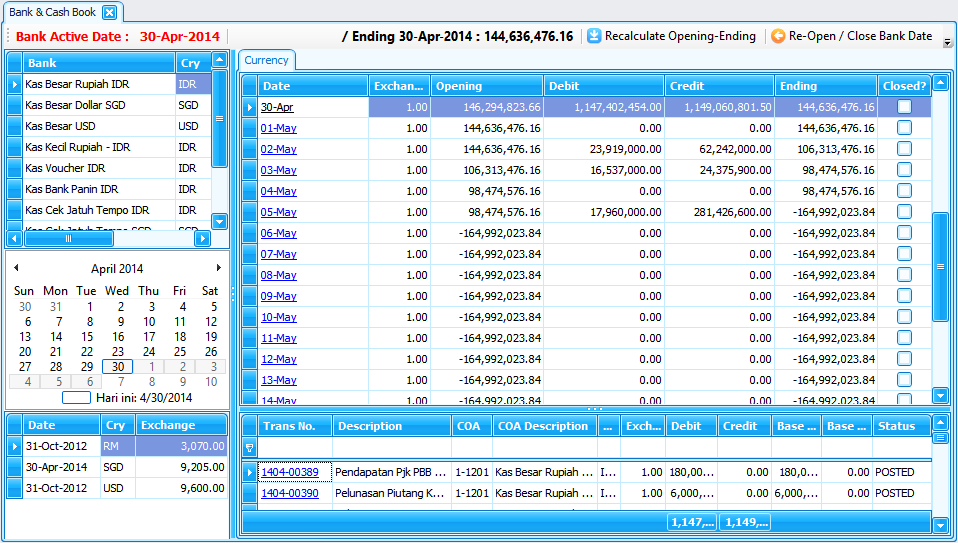 Bank & Cash Book
Bank Active Date : 30-Apr-2014
/ Ending 30-Apr-2014 : 144,636,476.16
Recalculate Opening-Ending
Re-Open / Close Bank Date
Bank Cry
Kas Besar Rupiah IDR IDR
Kas Besar Dollar SGD SGD
Kas Besar USD USD
Kas Kecil Rupiah - IDR IDR
Kas Voucher IDR IDR
Kas Bank Panin IDR IDR
Kas Cek Jatuh Tempo IDR IDR
Kas Cek Jatuh Tempo SGD SGD
April 2014
Sun Mon Tue Wed Thu Fri Sat
30 31 1 2 3 4 5
6 7 8 9 10 11 12
13 14 15 16 17 18 19
20 21 22 23 24 25 26
27 28 29 30 1 2 3
4 5 6 7 8 9 10
Hari ini: 4/30/2014
Date Cry Exchange
31-Oct-2012 RM 3,070.00
30-Apr-2014 SGD 9,205.00
31-Oct-2012 USD 9,600.00
Currency
Date Exchan... Opening Debit Credit Ending Closed?
30-Apr 1.00 146,294,823.66 1,147,402,454.00 1,149,060,801.50 144,636,476.16
01-May 1.00 144,636,476.16 0.00 0.00 144,636,476.16
02-May 1.00 144,636,476.16 23,919,000.00 62,242,000.00 106,313,476.16
03-May 1.00 106,313,476.16 16,537,000.00 24,375,900.00 98,474,576.16
04-May 1.00 98,474,576.16 0.00 0.00 98,474,576.16
05-May 1.00 98,474,576.16 17,960,000.00 281,426,600.00 -164,992,023.84
06-May 1.00 -164,992,023.84 0.00 0.00 -164,992,023.84
07-May 1.00 -164,992,023.84 0.00 0.00 -164,992,023.84
08-May 1.00 -164,992,023.84 0.00 0.00 -164,992,023.84
09-May 1.00 -164,992,023.84 0.00 0.00 -164,992,023.84
10-May 1.00 -164,992,023.84 0.00 0.00 -164,992,023.84
11-May 1.00 -164,992,023.84 0.00 0.00 -164,992,023.84
12-May 1.00 -164,992,023.84 0.00 0.00 -164,992,023.84
13-May 1.00 -164,992,023.84 0.00 0.00 -164,992,023.84
14-May 1.00 -164,992,023.84 0.00 0.00 -164,992,023.84
Trans No. Description COA COA Description ... Exch... Debit Credit Base ... Base ... Status
1404-00389 Pendapatan Pjk PBB ... 1-1201 Kas Besar Rupiah ... I... 1.00 180,00... 0.00 180,0... 0.00 POSTED
1404-00390 Pelunasan Piutang K... 1-1201 Kas Besar Rupiah ... I... 1.00 6,000,... 0.00 6,000,... 0.00 POSTED
1,147,... 1,149,...